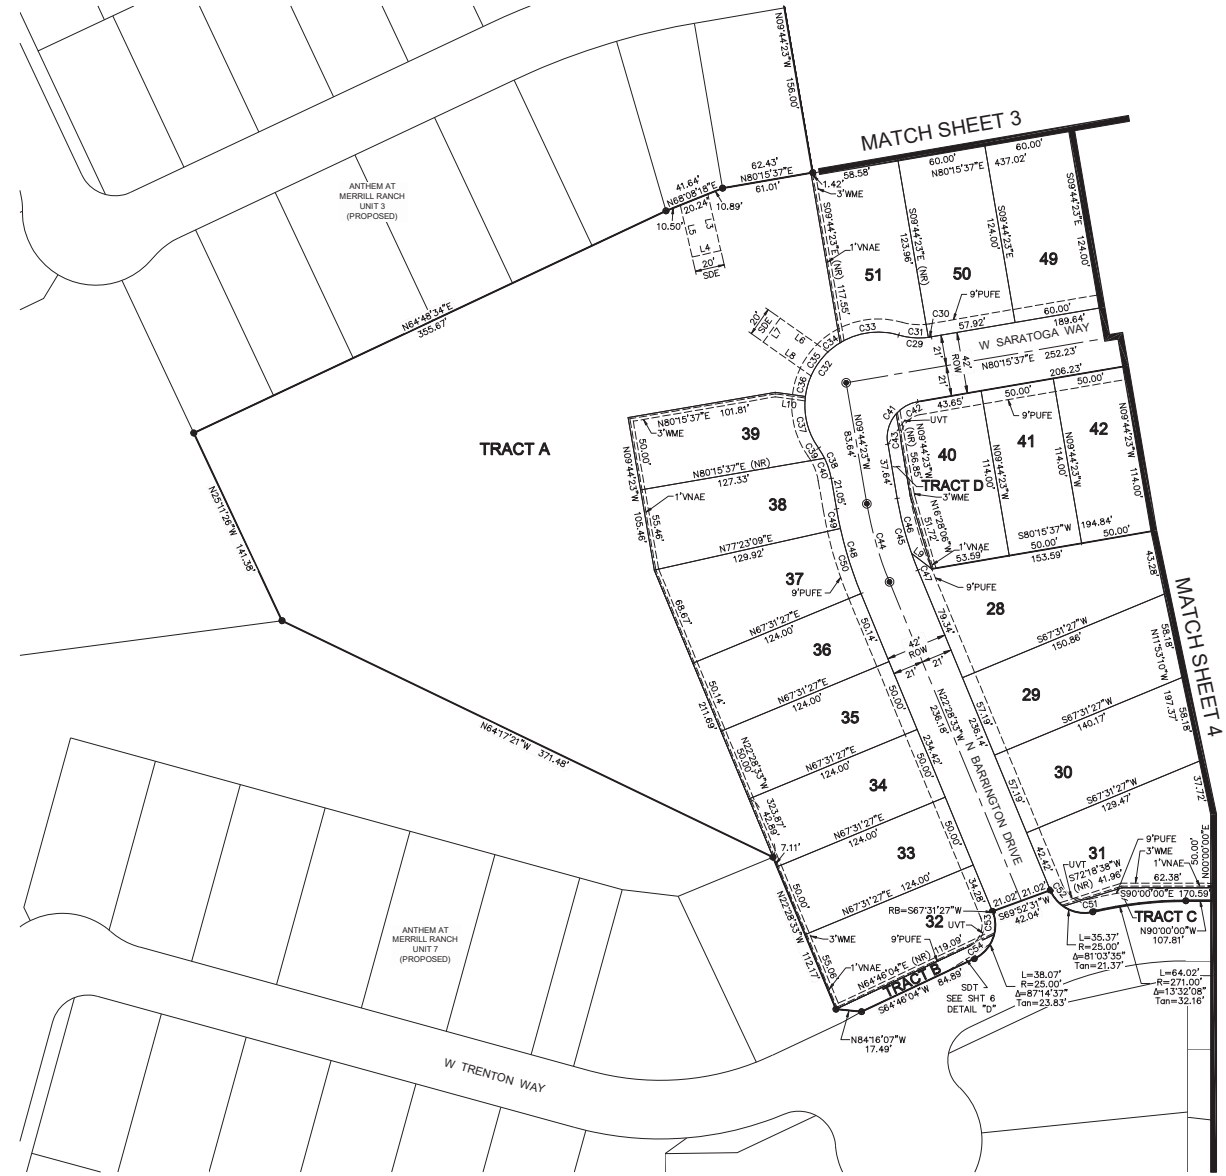 MATCH SHEET 3
N09°44'23"W 156.00'
62.43'
N80°15'37"E
61.01'
41.64'
N68°08'18"E
20.24'
10.89'
10.50'
L5
L3
L4
20'
SDE
1.42'
3'WME
58.58'
60.00'
N80°15'37"E
437.02'
60.00'
ANTHEM AT
MERRILL RANCH
UNIT 3
(PROPOSED)
S09°44'23"E (NR) 117.55'
1'VNAE
51
S09°44'23"E (NR)
123.96'
50
S09°44'23"E
124.00'
49
S09°44'23"E 124.00'
9'PUFE
N64°48'34"E
355.67'
20'
SDE
L7
L6
L8
C34
C33
C31
C30
C29
C35
C32
C36
57.92'
60.00'
189.64'
W SARATOGA WAY
N80°15'37"E 252.23'
21'
42'
ROW
21'
206.23'
50.00'
50.00'
43.65'
9'PUFE
L10
N80°15'37"E 101.81'
3'WME
39
C37
C39
C38
C40
C41
C42
C43
UVT
N09°44'23"W
83.64'
37.64'
N09°44'23"W
(NR) 56.85'
40
41
42
N09°44'23"W
114.00'
N09°44'23"W
114.00'
N09°44'23"W 114.00'
TRACT A
N09°44'23"W 105.46'
50.00'
N80°15'37"E (NR)
127.33'
1'VNAE
55.46'
38
21.05'
C49
TRACT D
3'WME
N16°28'06"W
51.72'
1'VNAE
C46
C45
C44
C47
53.59'
S80°15'37"W 194.84'
50.00'
50.00'
153.59'
43.28'
N25°11'26"W 141.38'
N77°23'09"E
129.92'
37
9'PUFE
C48
C50
9'PUFE
28
79.34'
68.67'
N67°31'27"E
124.00'
50.14'
S67°31'27"W
150.86'
58.18'
N11°53'10"W 197.37'
MATCH SHEET 4
36
42'
ROW
21'
21'
50.14'
211.69'
N67°31'27"E
124.00'
50.00'
29
57.19'
236.14'
N22°28'33"W
236.18'
S67°31'27"W
140.17'
58.18'
35
N64°17'21"W 371.48'
N22°28'33"W
50.00'
N67°31'27"E
124.00'
234.42'
50.00'
N BARRINGTON DRIVE
30
57.19'
S67°31'27"W
129.47'
37.72'
34
323.87'
42.89'
7.11'
N67°31'27"E
124.00'
50.00'
33
31
42.42'
9'PUFE
3'WME
1'VNAE
N00°00'00"E
50.00'
50.00'
N22°28'33"W 112.17'
N67°31'27"E 124.00'
34.28'
UVT
S72°18'38"W
(NR) 41.96'
62.38'
S90°00'00"E 170.59'
21.02'
21.02'
C52
C51
TRACT C
RB=S67°31'27"W
S69°52'31"W
42.04'
N90°00'00"W
107.81'
32
UVT
C53
C54
3'WME
9'PUFE
1'VNAE
55.06'
N64°46'04"E (NR) 119.09'
TRACT B
S64°46'04"W 84.89'
SDT
SEE SHT 6
DETAIL "D"
L=35.37'
R=25.00'
Δ=81°03'35"
Tan=21.37'
L=38.07'
R=25.00'
Δ=87°14'37"
Tan=23.83'
L=64.02'
R=271.00'
Δ=13°32'08"
Tan=32.16'
N84°16'07"W
17.49'
ANTHEM AT
MERRILL RANCH
UNIT 7
(PROPOSED)
W TRENTON WAY